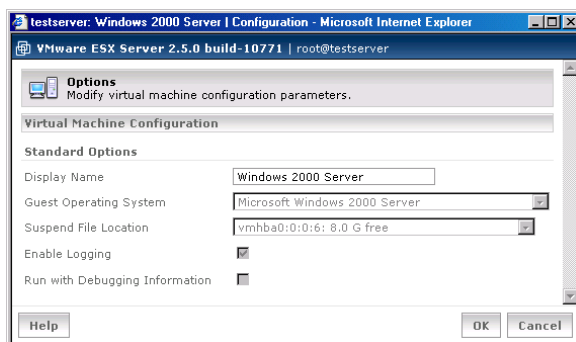 testserver: Windows 2000 Server | Configuration - Microsoft Internet Explorer
VMware ESX Server 2.5.0 build-10771 | root@testserver
Options
Modify virtual machine configuration parameters.
Virtual Machine Configuration
Standard Options
Display Name Windows 2000 Server
Guest Operating System Microsoft Windows 2000 Server
Suspend File Location vmhba0:0:0:6: 8.0 G free
Enable Logging
Run with Debugging Information
Help OK Cancel